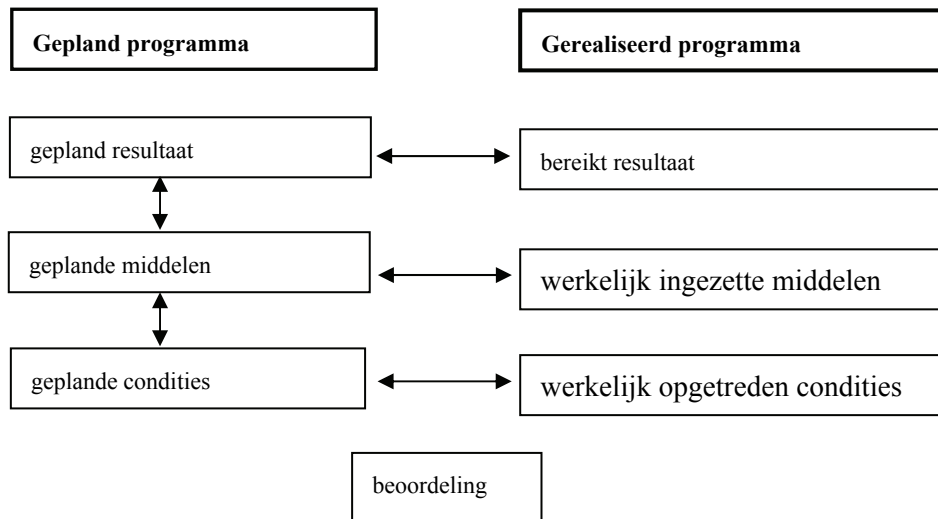 Gepland programma
Gerealiseerd programma
gepland resultaat
bereikt resultaat
geplande middelen
werkelijk ingezette middelen
geplande condities
werkelijk opgetreden condities
beoordeling